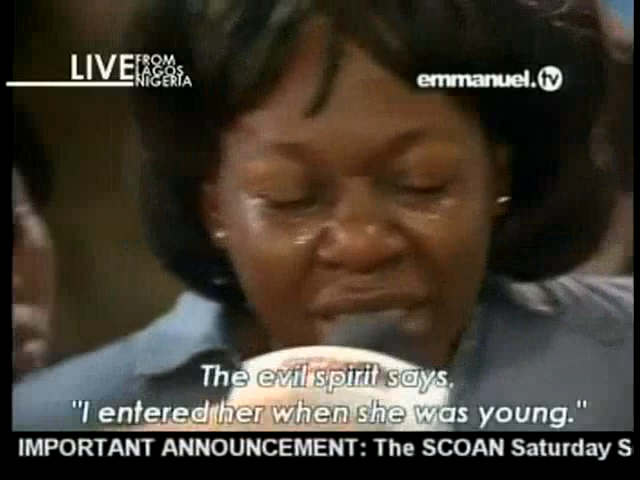 LIVE FROM LAGOS, NIGERIA
emmanuel.tv
The evil spirit says,
"I entered her when she was young."
IMPORTANT ANNOUNCEMENT: The SCOAN Saturday S